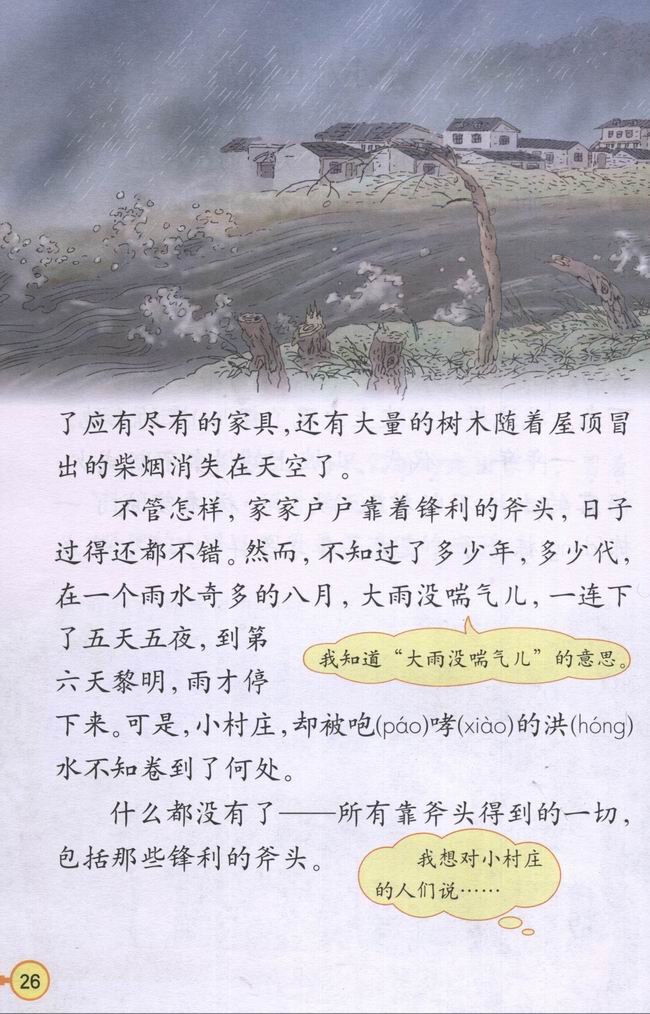 了应有尽有的家具,还有大量的树木随着屋顶冒
出的柴烟消失在天空了。
不管怎样,家家户户靠着锋利的斧头,日子
过得还都不错。然而,不知过了多少年,多少代,
在一个雨水奇多的八月,大雨没喘气儿,一连下
了五天五夜,到第
六天黎明,雨才停
我知道“大雨没喘气儿”的意思。
下来。可是,小村庄,却被咆(páo)哮(xiào)的洪(hóng)
水不知卷到了何处。
什么都没有了——所有靠斧头得到的一切,
包括那些锋利的斧头。
我想对小村庄
的人们说……
26